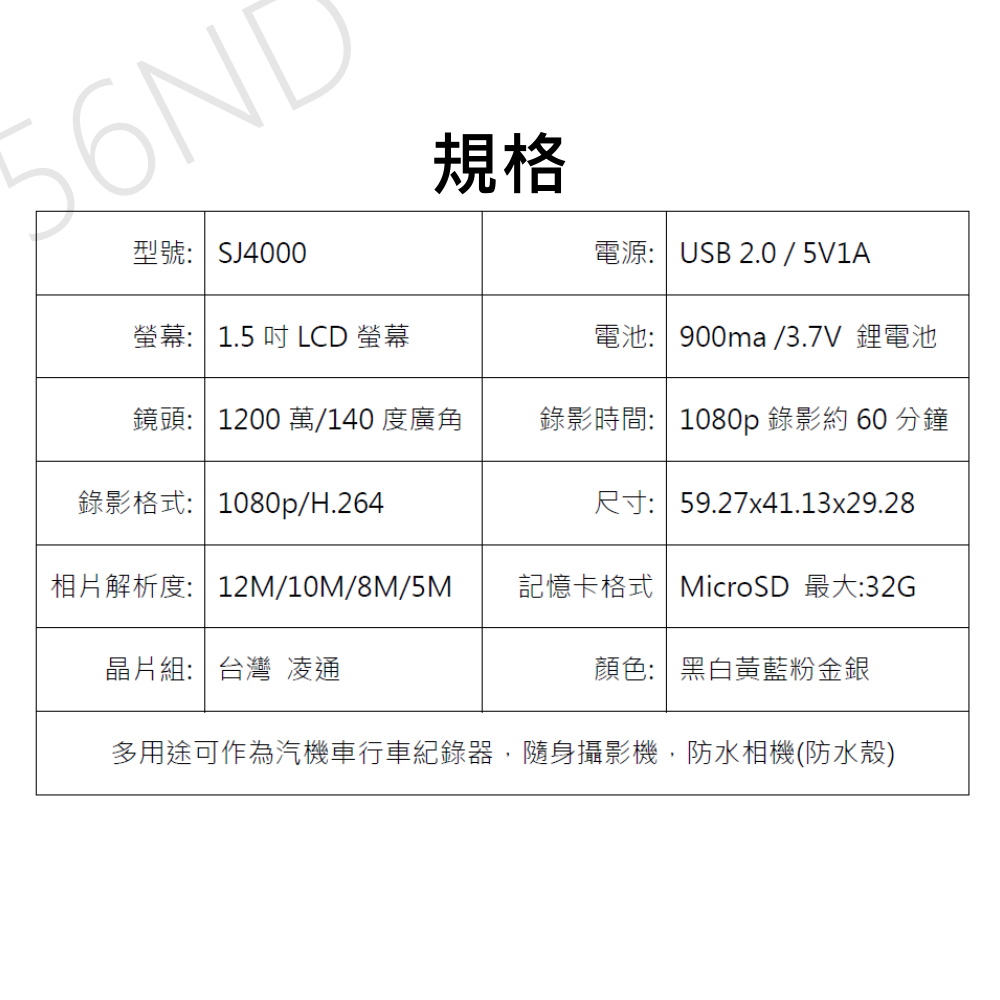 56ND
規格
型號: SJ4000 電源: USB 2.0 / 5V1A
螢幕: 1.5 吋 LCD 螢幕 電池: 900ma /3.7V 鋰電池
鏡頭: 1200 萬/140 度廣角 錄影時間: 1080p 錄影約 60 分鐘
錄影格式: 1080p/H.264 尺寸: 59.27x41.13x29.28
相片解析度: 12M/10M/8M/5M 記憶卡格式 MicroSD 最大:32G
晶片組: 台灣 凌通 顏色: 黑白黃藍粉金銀
多用途可作為汽機車行車紀錄器，隨身攝影機，防水相機(防水殼)